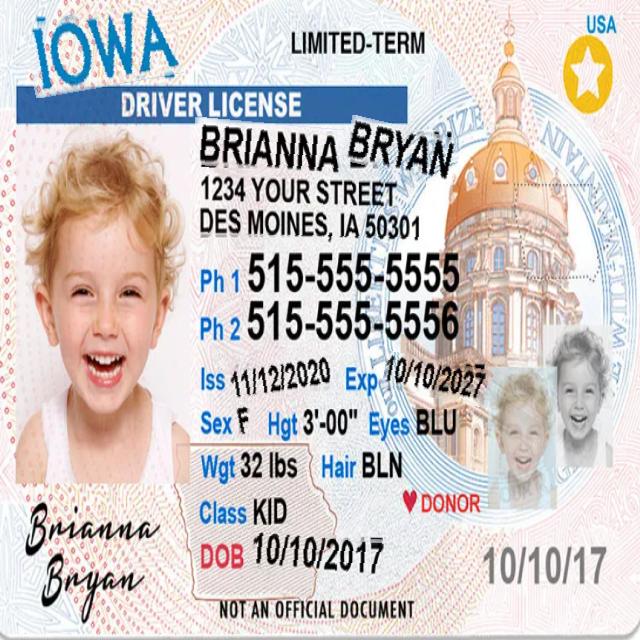 IOWA
LIMITED-TERM
USA
DRIVER LICENSE
BRIANNA BRYAN
1234 YOUR STREET
DES MOINES, IA 50301
Ph 1 515-555-5555
Ph 2 515-555-5556
Iss 11/12/2020 Exp 10/10/2027
Sex F Hgt 3'-00" Eyes BLU
Wgt 32 lbs Hair BLN
Class KID
♥ DONOR
DOB 10/10/2017
10/10/17
Brianna
Bryan
NOT AN OFFICIAL DOCUMENT